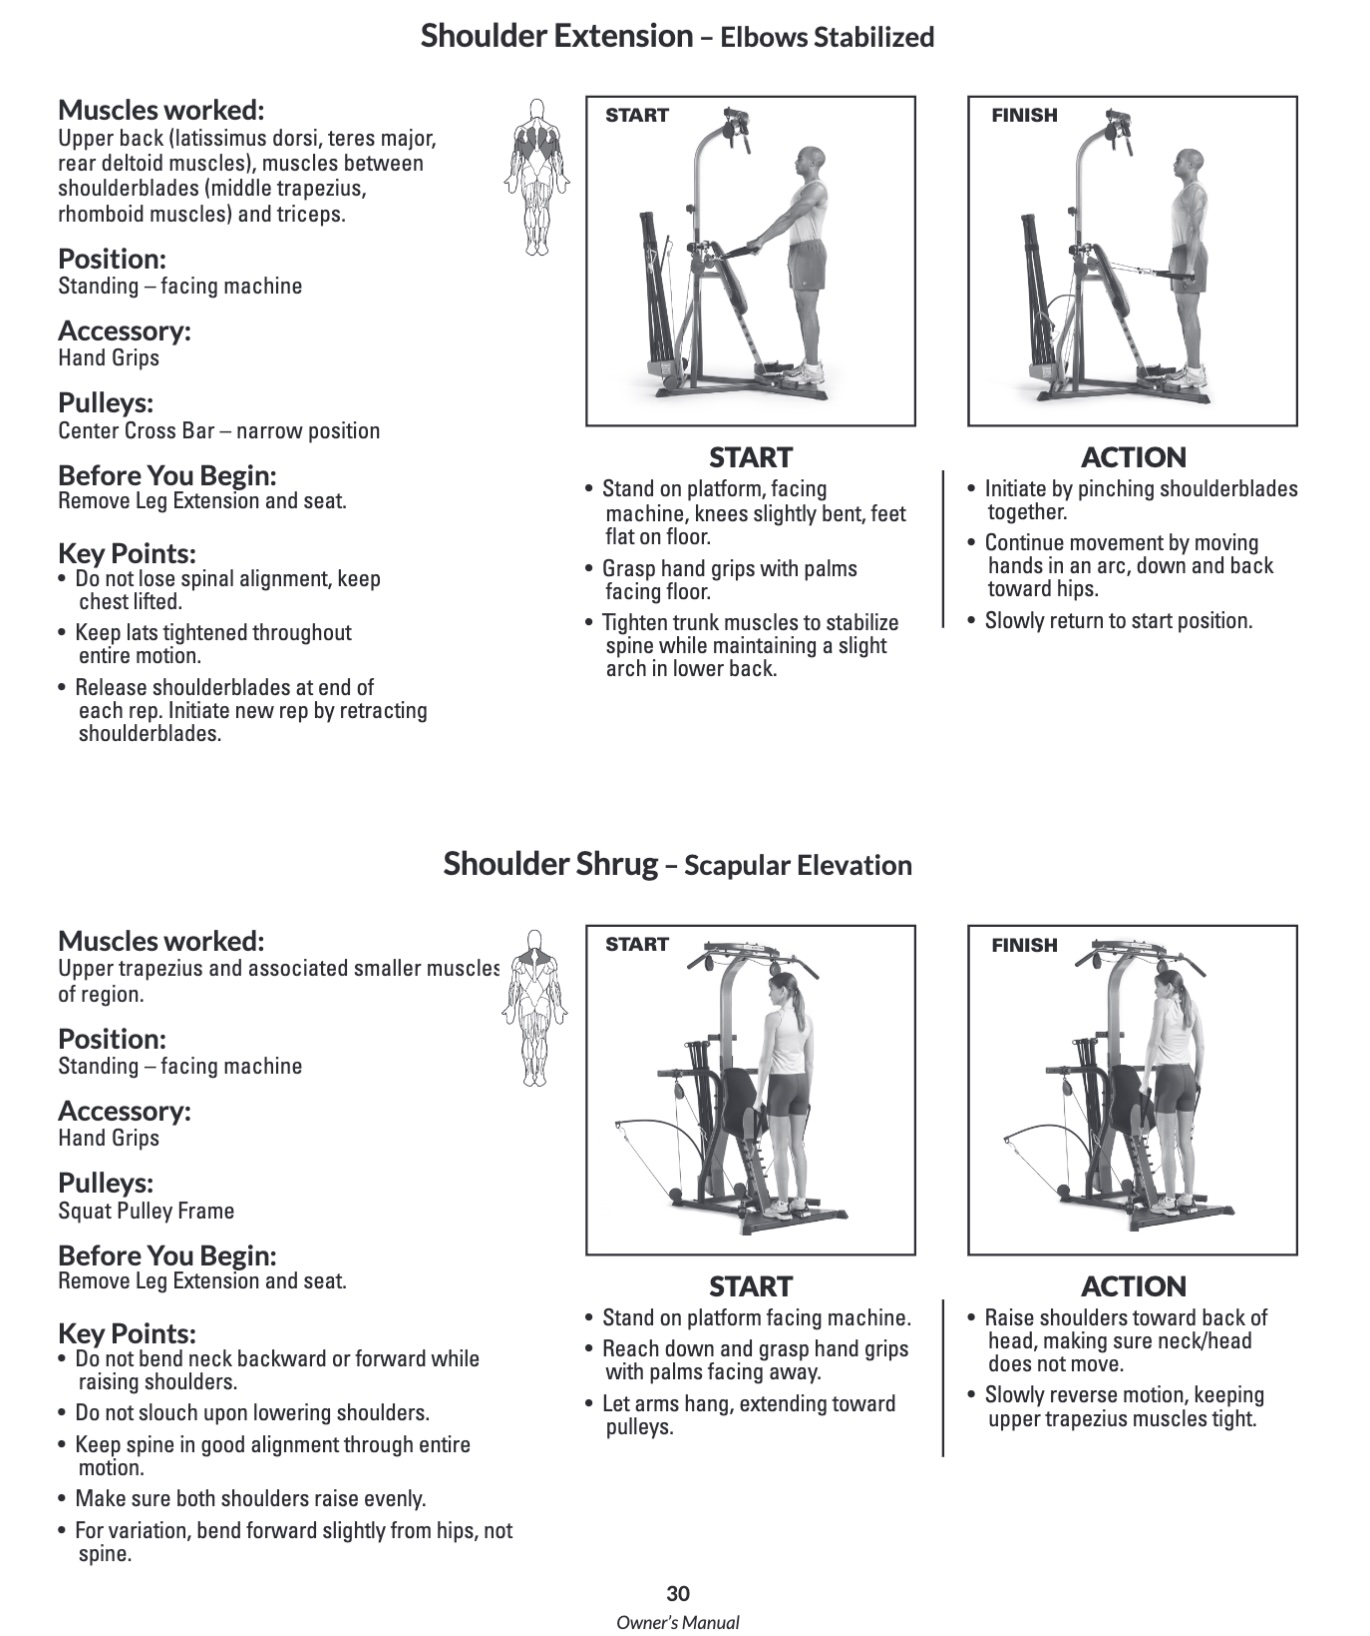 Shoulder Extension – Elbows Stabilized
Muscles worked:
Upper back (latissimus dorsi, teres major,
rear deltoid muscles), muscles between
shoulderblades (middle trapezius,
rhomboid muscles) and triceps.
Position:
Standing – facing machine
Accessory:
Hand Grips
Pulleys:
Center Cross Bar – narrow position
Before You Begin:
Remove Leg Extension and seat.
Key Points:
• Do not lose spinal alignment, keep
chest lifted.
• Keep lats tightened throughout
entire motion.
• Release shoulderblades at end of
each rep. Initiate new rep by retracting
shoulderblades.
START
START
• Stand on platform, facing
machine, knees slightly bent, feet
flat on floor.
• Grasp hand grips with palms
facing floor.
• Tighten trunk muscles to stabilize
spine while maintaining a slight
arch in lower back.
FINISH
ACTION
• Initiate by pinching shoulderblades
together.
• Continue movement by moving
hands in an arc, down and back
toward hips.
• Slowly return to start position.
Shoulder Shrug – Scapular Elevation
Muscles worked:
Upper trapezius and associated smaller muscles
of region.
Position:
Standing – facing machine
Accessory:
Hand Grips
Pulleys:
Squat Pulley Frame
Before You Begin:
Remove Leg Extension and seat.
Key Points:
• Do not bend neck backward or forward while
raising shoulders.
• Do not slouch upon lowering shoulders.
• Keep spine in good alignment through entire
motion.
• Make sure both shoulders raise evenly.
• For variation, bend forward slightly from hips, not
spine.
START
START
• Stand on platform facing machine.
• Reach down and grasp hand grips
with palms facing away.
• Let arms hang, extending toward
pulleys.
FINISH
ACTION
• Raise shoulders toward back of
head, making sure neck/head
does not move.
• Slowly reverse motion, keeping
upper trapezius muscles tight.
30
Owner's Manual